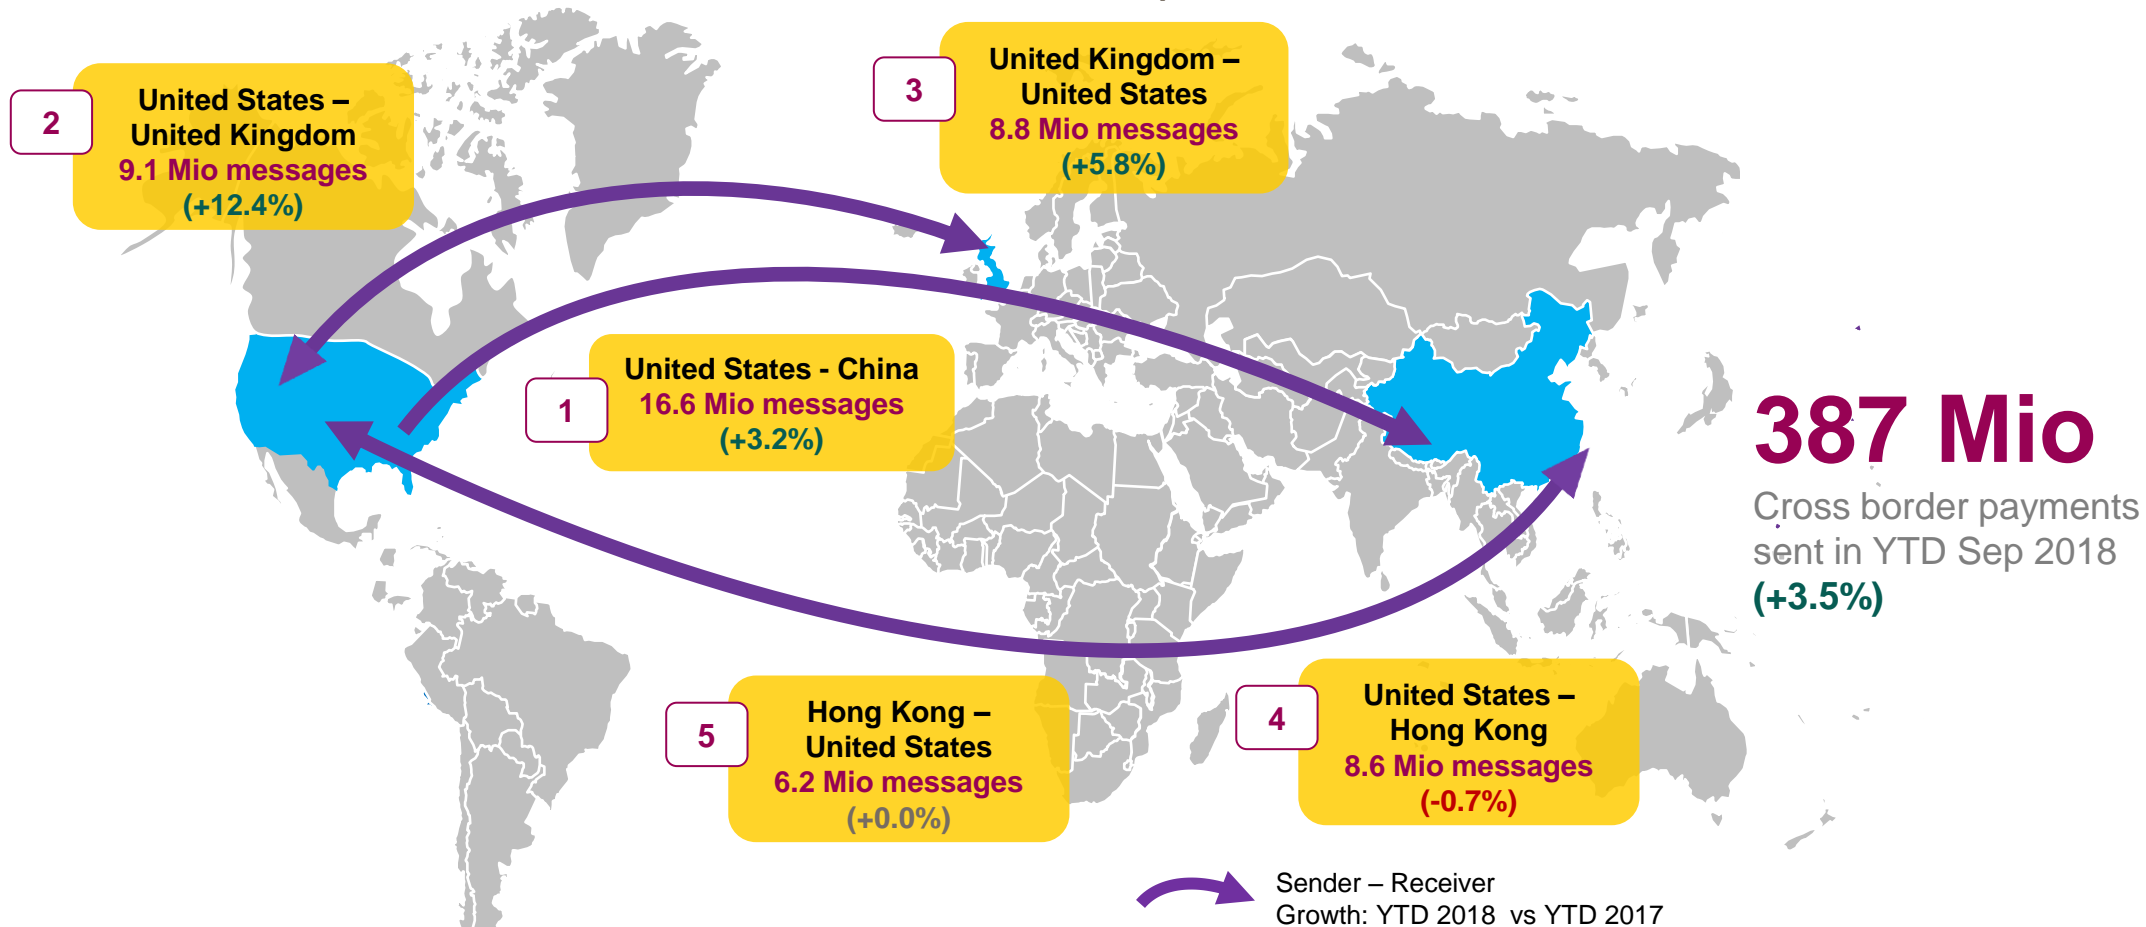 2
United States –
United Kingdom
9.1 Mio messages
(+12.4%)
3
United Kingdom –
United States
8.8 Mio messages
(+5.8%)
1
United States - China
16.6 Mio messages
(+3.2%)
387 Mio
Cross border payments
sent in YTD Sep 2018
(+3.5%)
5
Hong Kong –
United States
6.2 Mio messages
(+0.0%)
4
United States –
Hong Kong
8.6 Mio messages
(-0.7%)
Sender – Receiver
Growth: YTD 2018 vs YTD 2017